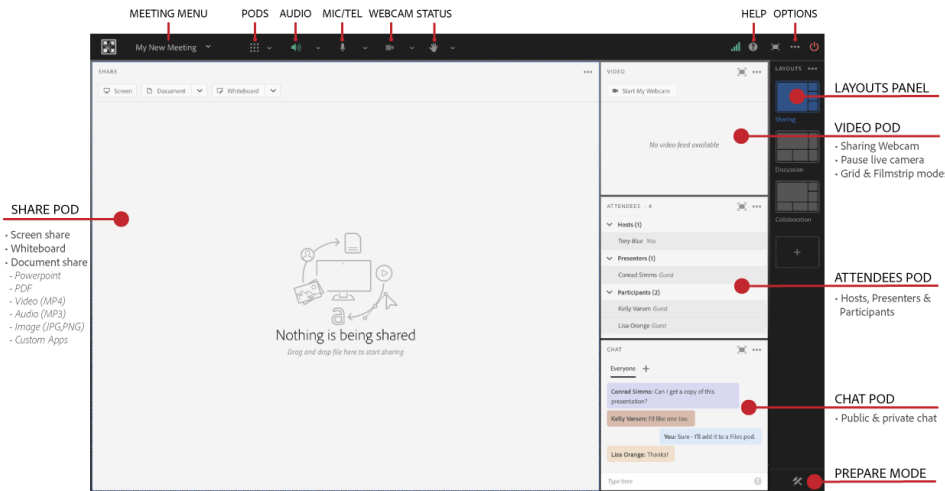 MEETING MENU
PODS
AUDIO
MIC/TEL
WEBCAM
STATUS
HELP
OPTIONS
My New Meeting
SHARE
Screen
Document
Whiteboard
Nothing is being shared
Drag and drop file here to start sharing
VIDEO
Start My Webcam
No video feed available
ATTENDEES - 4
Hosts (1)
Tony Blue You
Presenters (1)
Conrad Simms Guest
Participants (2)
Kelly Varsen Guest
Lisa Orange Guest
CHAT
Everyone +
Conrad Simms: Can I get a copy of this
presentation?
Kelly Varsen: I'd like one too.
You: Sure - I'll add it to a Files pod.
Lisa Orange: Thanks!
Type here
LAYOUTS
Sharing
Discussion
Collaboration
SHARE POD
• Screen share
• Whiteboard
• Document share
- Powerpoint
- PDF
- Video (MP4)
- Audio (MP3)
- Image (JPG,PNG)
- Custom Apps
LAYOUTS PANEL
VIDEO POD
• Sharing Webcam
• Pause live camera
• Grid & Filmstrip modes
ATTENDEES POD
• Hosts, Presenters &
Participants
CHAT POD
• Public & private chat
PREPARE MODE